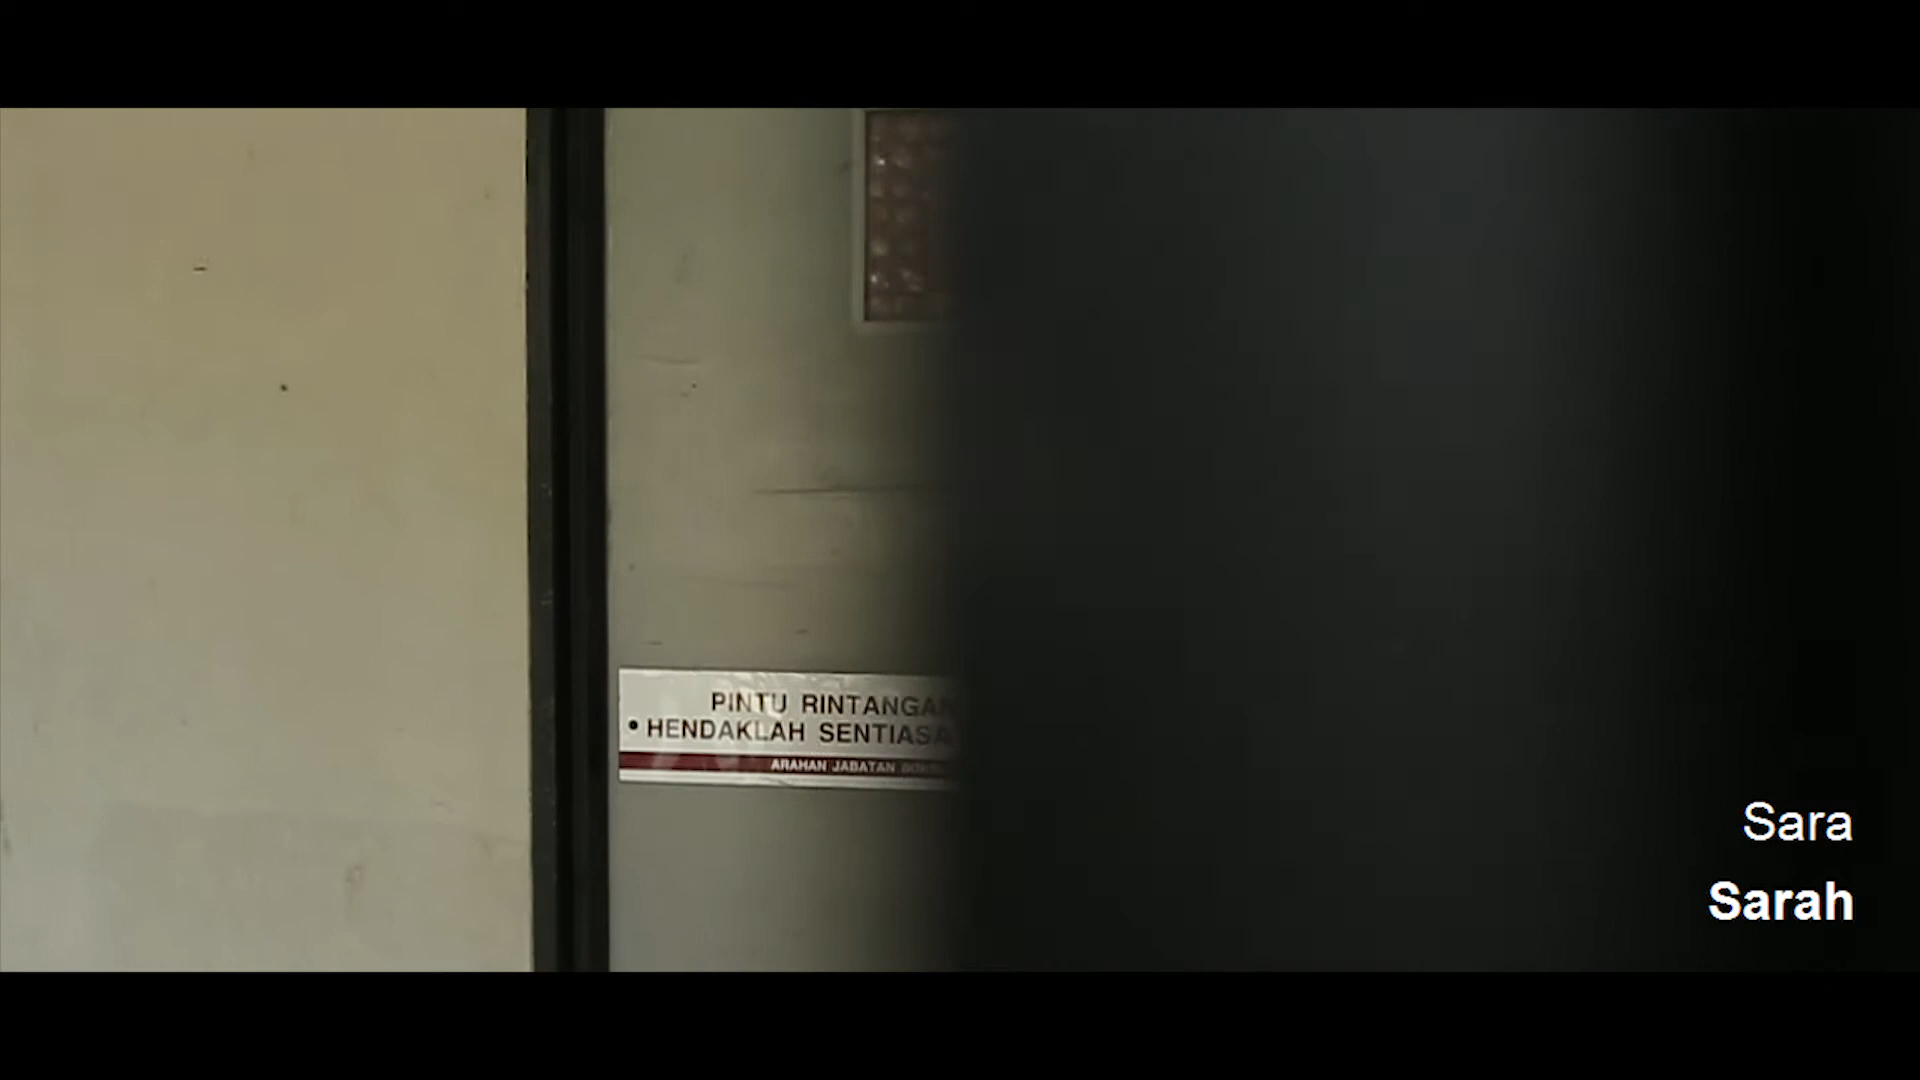 PINTU RINTANGAN
• HENDAKLAH SENTIASA
ARAHAN JABATAN
Sara
Sarah